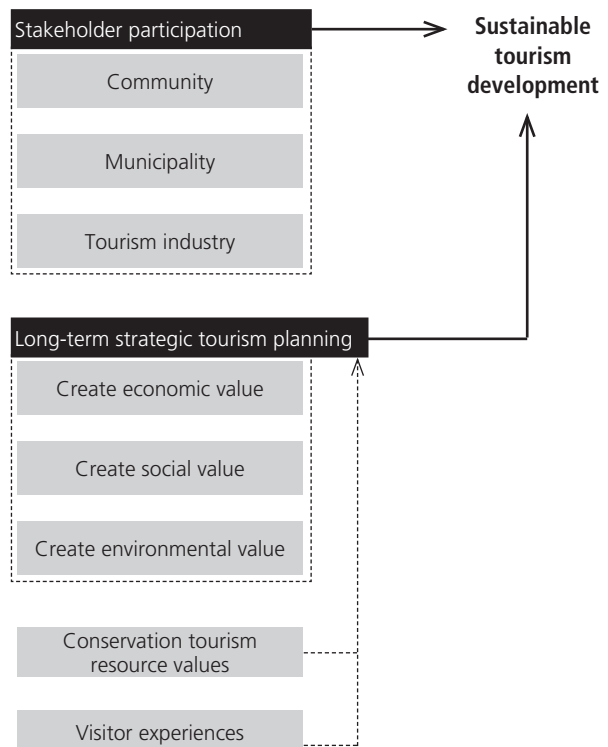 Stakeholder participation
Sustainable
tourism
development
Community
Municipality
Tourism industry
Long-term strategic tourism planning
Create economic value
Create social value
Create environmental value
Conservation tourism
resource values
Visitor experiences